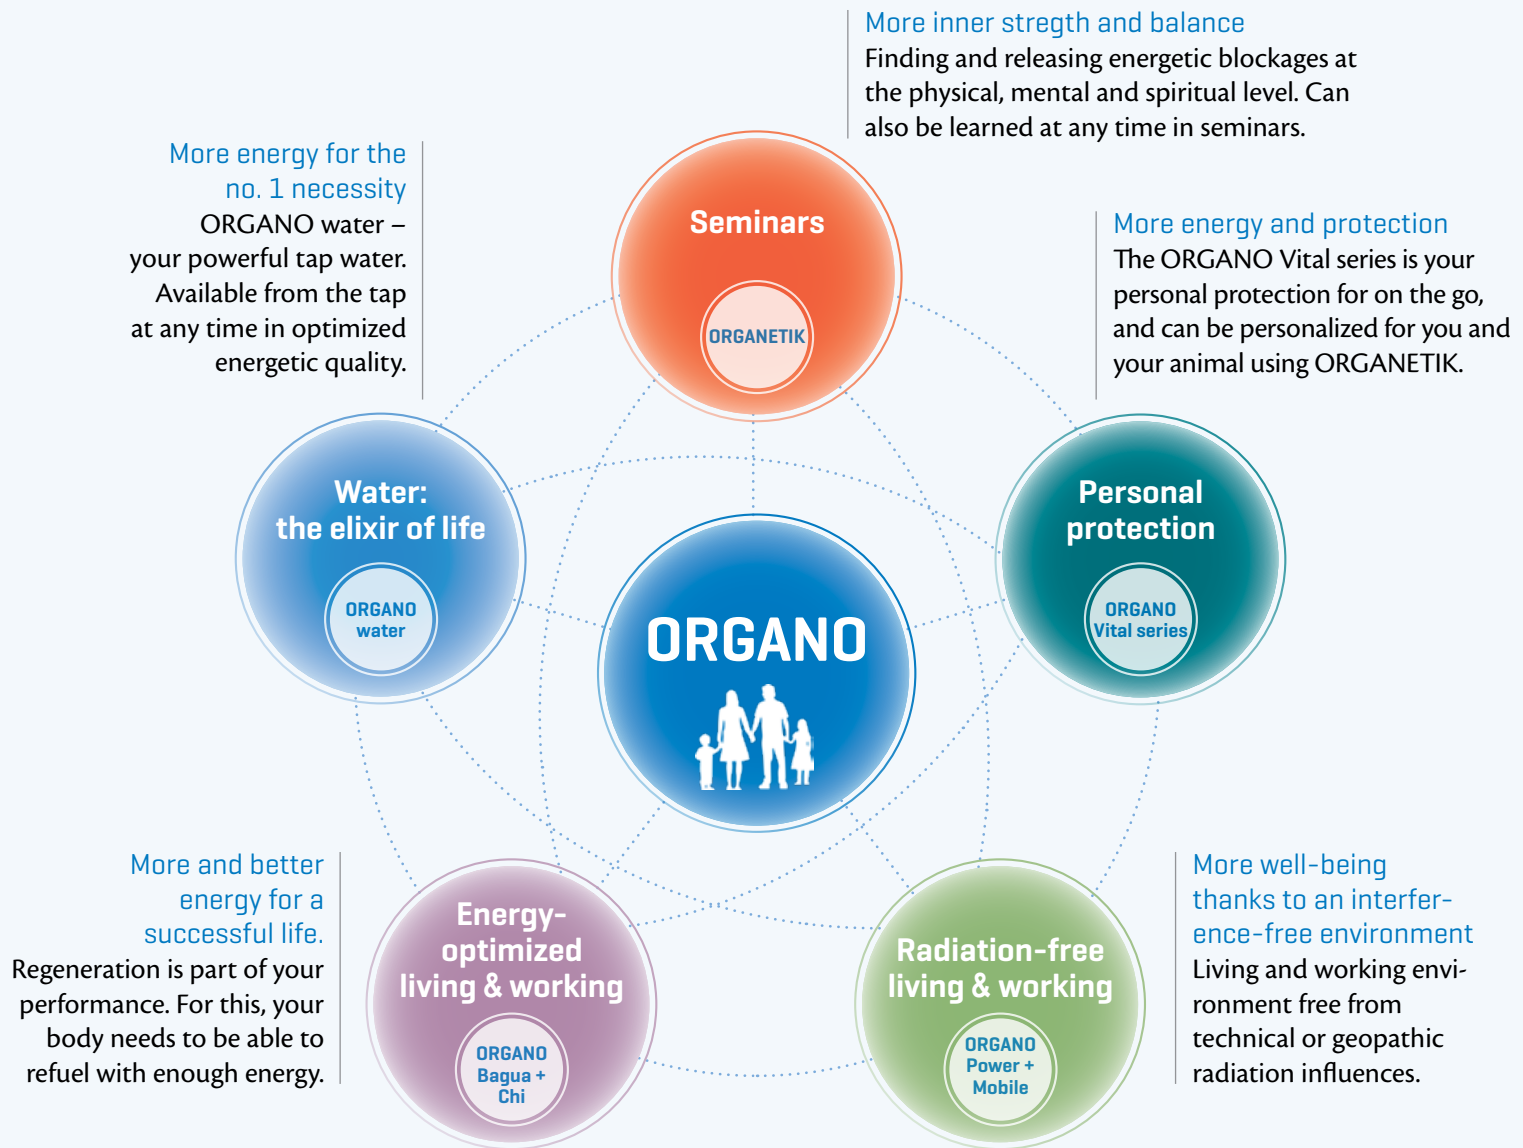 More inner stregth and balance
Finding and releasing energetic blockages at
the physical, mental and spiritual level. Can
also be learned at any time in seminars.
More energy for the
no. 1 necessity
ORGANO water –
your powerful tap water.
Available from the tap
at any time in optimized
energetic quality.
Seminars
ORGANETIK
More energy and protection
The ORGANO Vital series is your
personal protection for on the go,
and can be personalized for you and
your animal using ORGANETIK.
Water:
the elixir of life
ORGANO
water
Personal
protection
ORGANO
Vital series
ORGANO
More and better
energy for a
successful life.
Regeneration is part of your
performance. For this, your
body needs to be able to
refuel with enough energy.
Energy-
optimized
living & working
ORGANO
Bagua +
Chi
Radiation-free
living & working
ORGANO
Power +
Mobile
More well-being
thanks to an interfer-
ence-free environment
Living and working envi-
ronment free from
technical or geopathic
radiation influences.